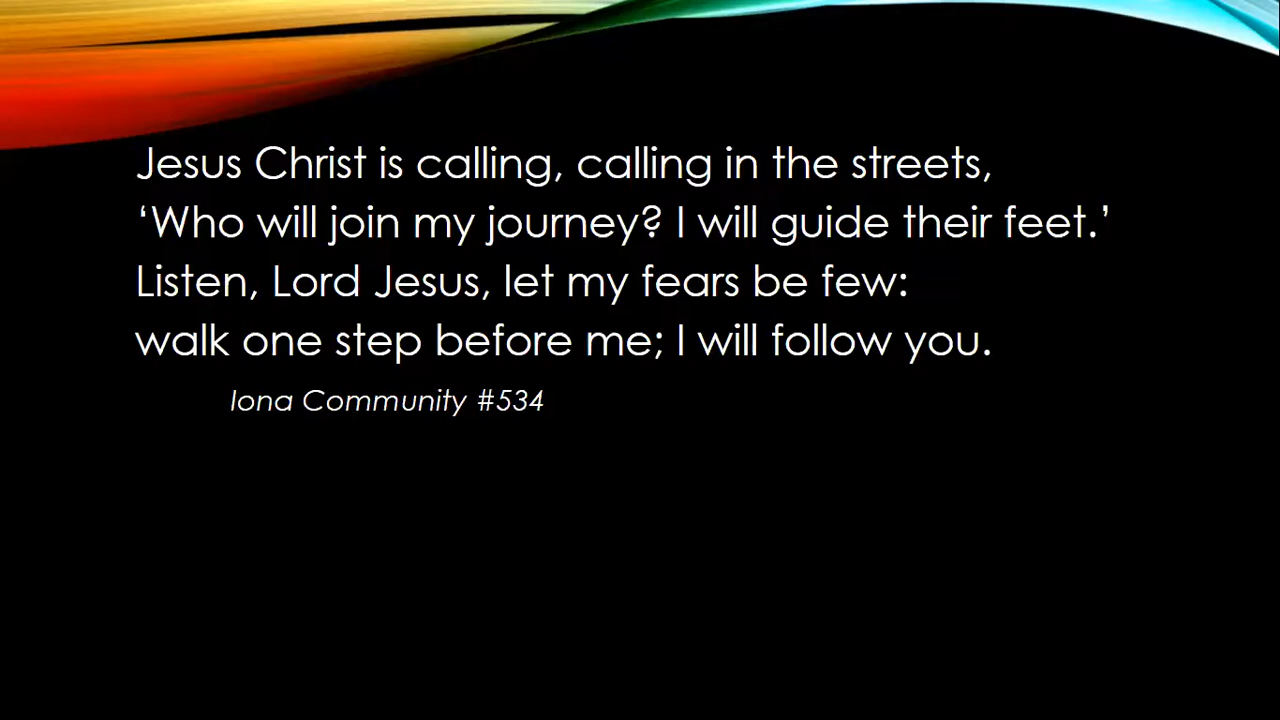 Jesus Christ is calling, calling in the streets,
‘Who will join my journey? I will guide their feet.’
Listen, Lord Jesus, let my fears be few:
walk one step before me; I will follow you.
Iona Community #534